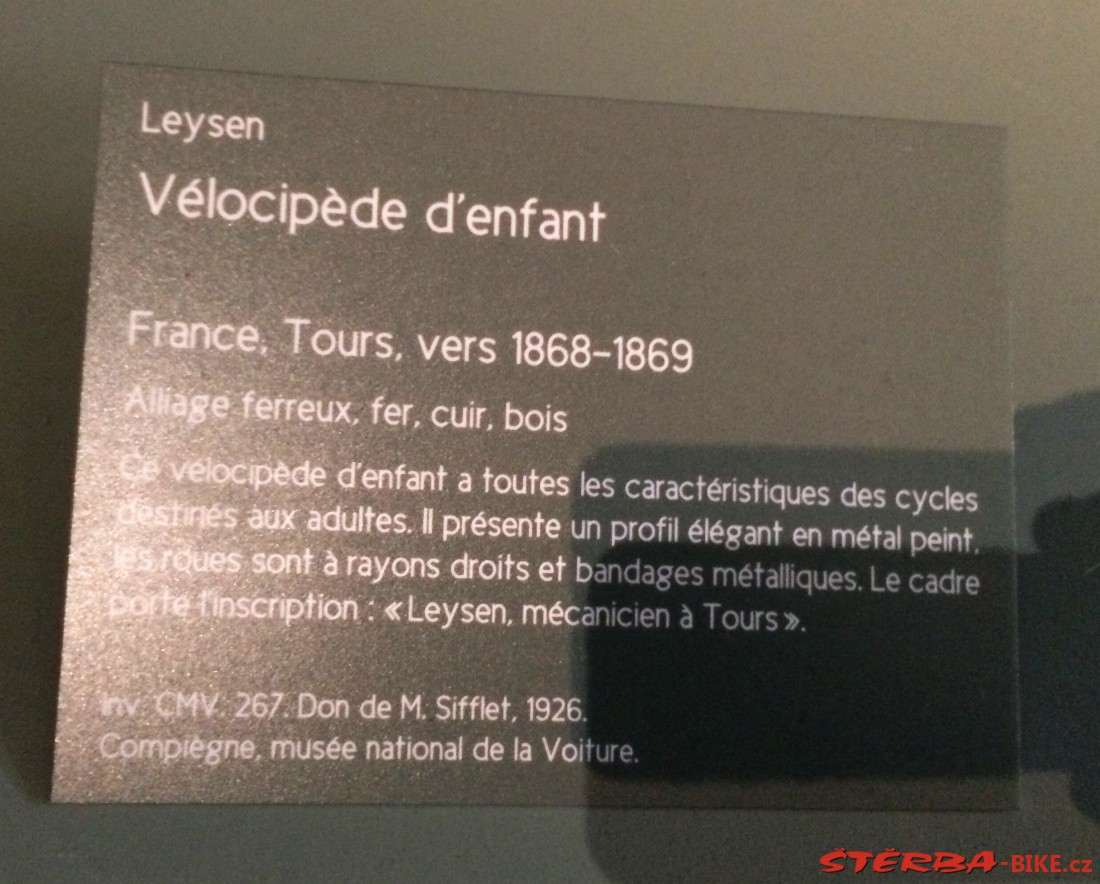 Leysen
Vélocipède d'enfant
France, Tours, vers 1868-1869
Alliage ferreux, fer, cuir, bois
Ce vélocipède d'enfant a toutes les caractéristiques des cycles
destinés aux adultes. Il présente un profil élégant en métal peint,
les roues sont à rayons droits et bandages métalliques. Le cadre
porte l'inscription : « Leysen, mécanicien à Tours ».
Inv. CMV. 267. Don de M. Sifflet, 1926.
Compiègne, musée national de la Voiture.
ŠTĚRBA-BIKE.cz